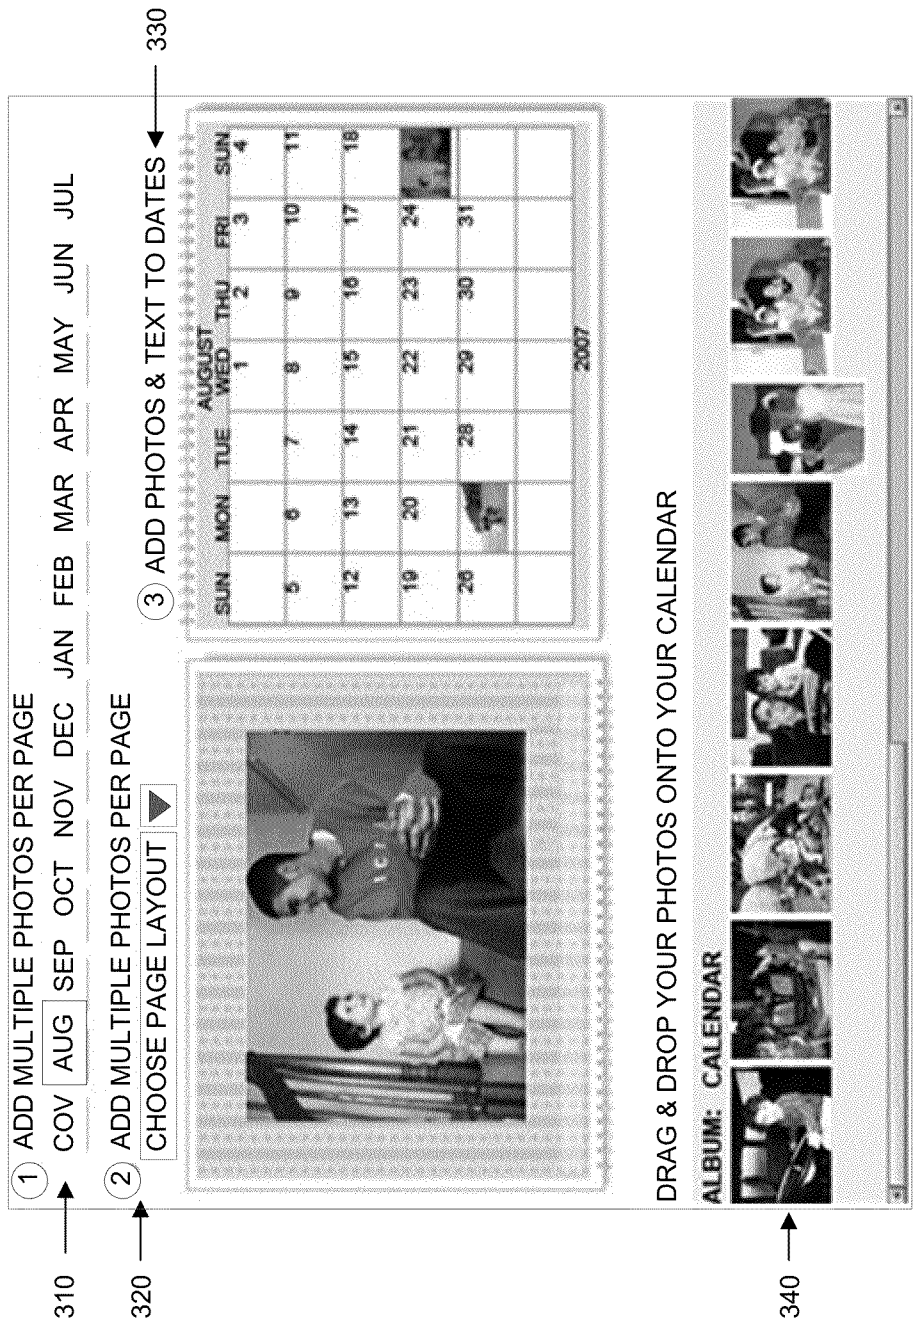 330
1 ADD MULTIPLE PHOTOS PER PAGE
COV AUG SEP OCT NOV DEC JAN FEB MAR APR MAY JUN JUL
310
2 ADD MULTIPLE PHOTOS PER PAGE
CHOOSE PAGE LAYOUT
320
3 ADD PHOTOS & TEXT TO DATES
AUGUST
SUN MON TUE WED THU FRI SUN
1 2 3 4
5 6 7 8 9 10 11
12 13 14 15 16 17 18
19 20 21 22 23 24
26 28 29 30 31
2007
DRAG & DROP YOUR PHOTOS ONTO YOUR CALENDAR
ALBUM: CALENDAR
340